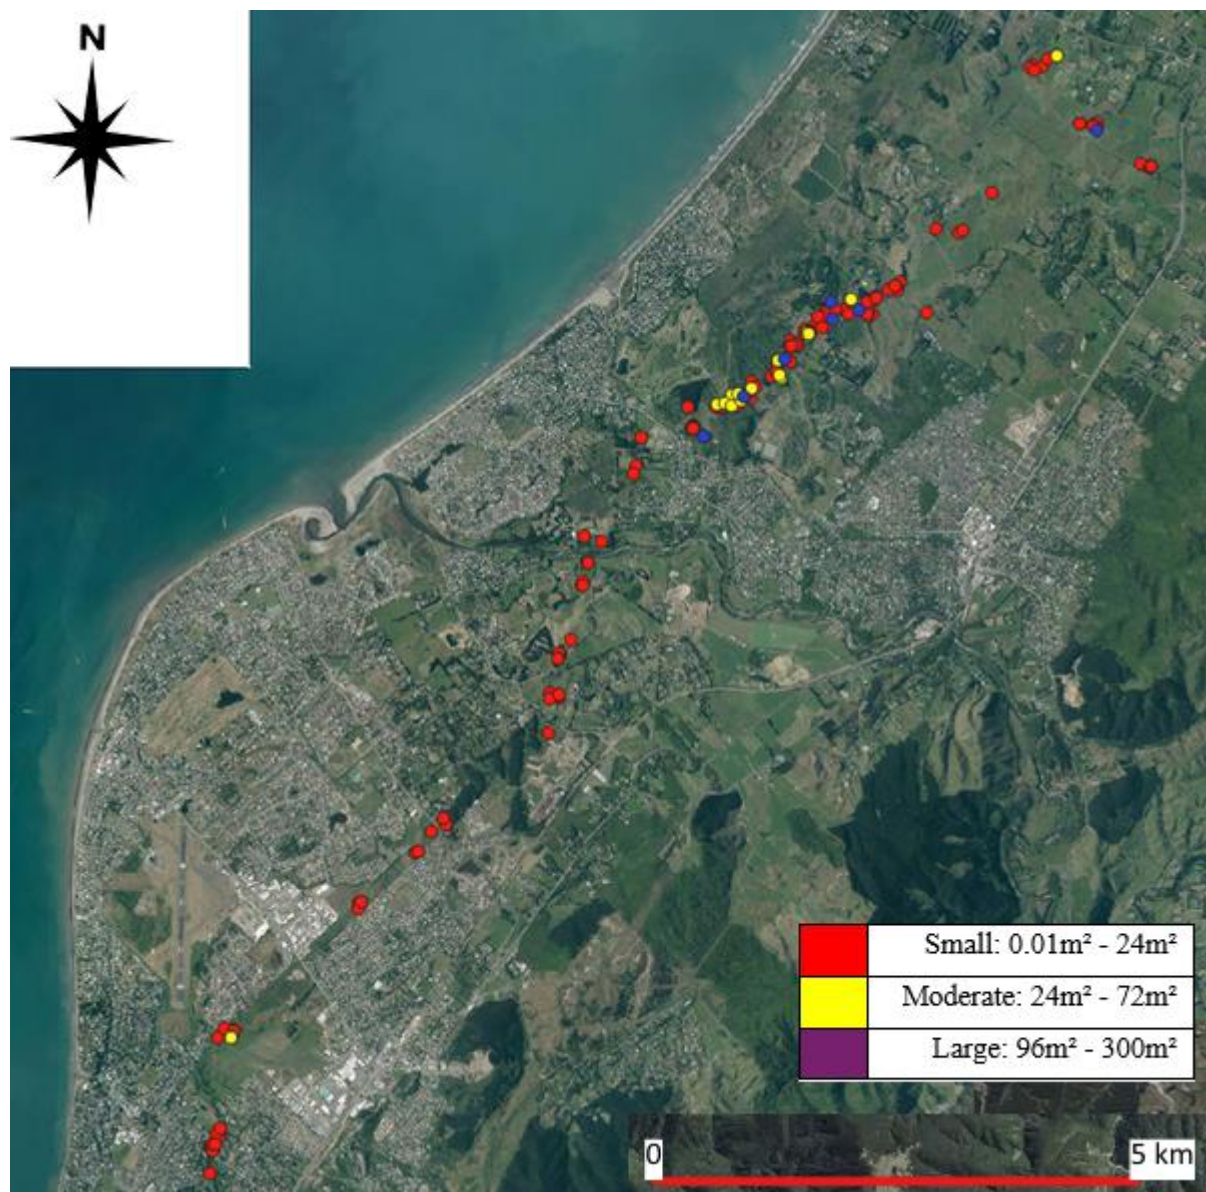 N
Small: 0.01m² - 24m²
Moderate: 24m² - 72m²
Large: 96m² - 300m²
0
5 km